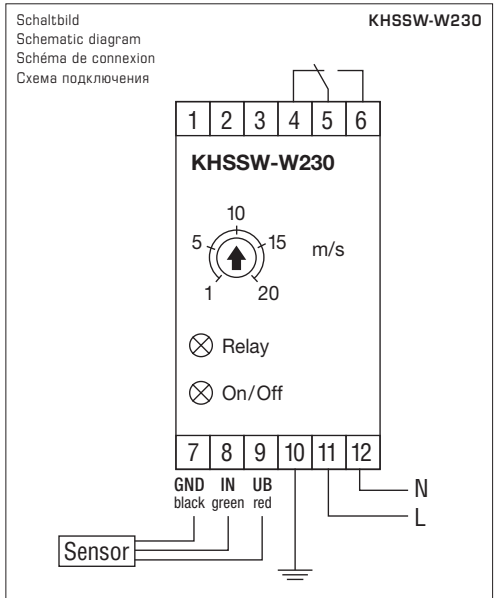 Schaltbild
KHSSW-W230
Schematic diagram
Schéma de connexion
Схема подключения
1 2 3 4 5 6
KHSSW-W230
10
5 15 m/s
1 20
Relay
On/Off
7 8 9 10 11 12
GND IN UB
black green red
N
L
Sensor